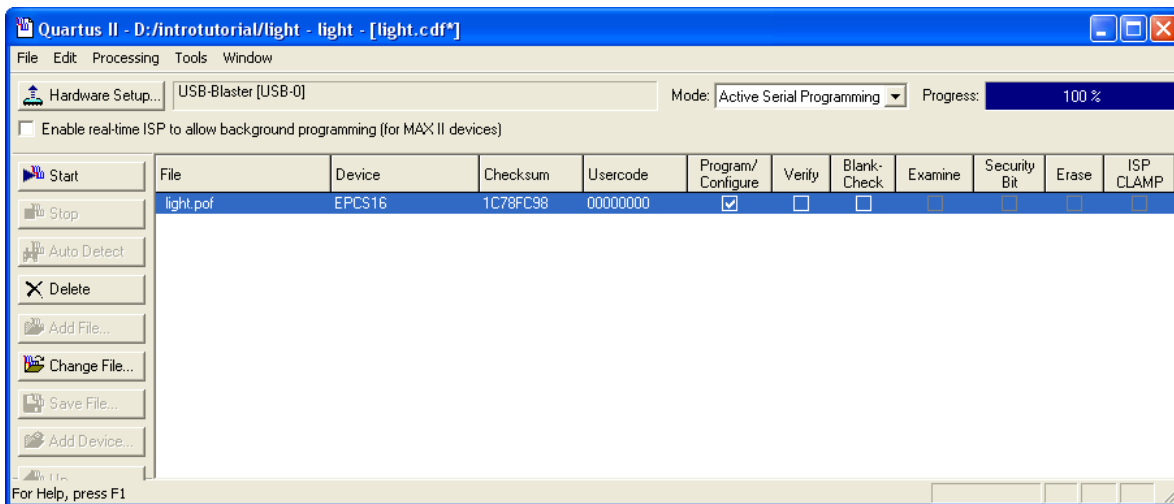 Quartus II - D:/introtutorial/light - light - [light.cdf*]
File Edit Processing Tools Window
Hardware Setup... USB-Blaster [USB-0] Mode: Active Serial Programming Progress: 100 %
Enable real-time ISP to allow background programming (for MAX II devices)
Start
Stop
Auto Detect
Delete
Add File...
Change File...
Save File...
Add Device...
Up
File Device Checksum Usercode Program/ Configure Verify Blank- Check Examine Security Bit Erase ISP CLAMP
light.pof EPCS16 1C78FC98 00000000
For Help, press F1